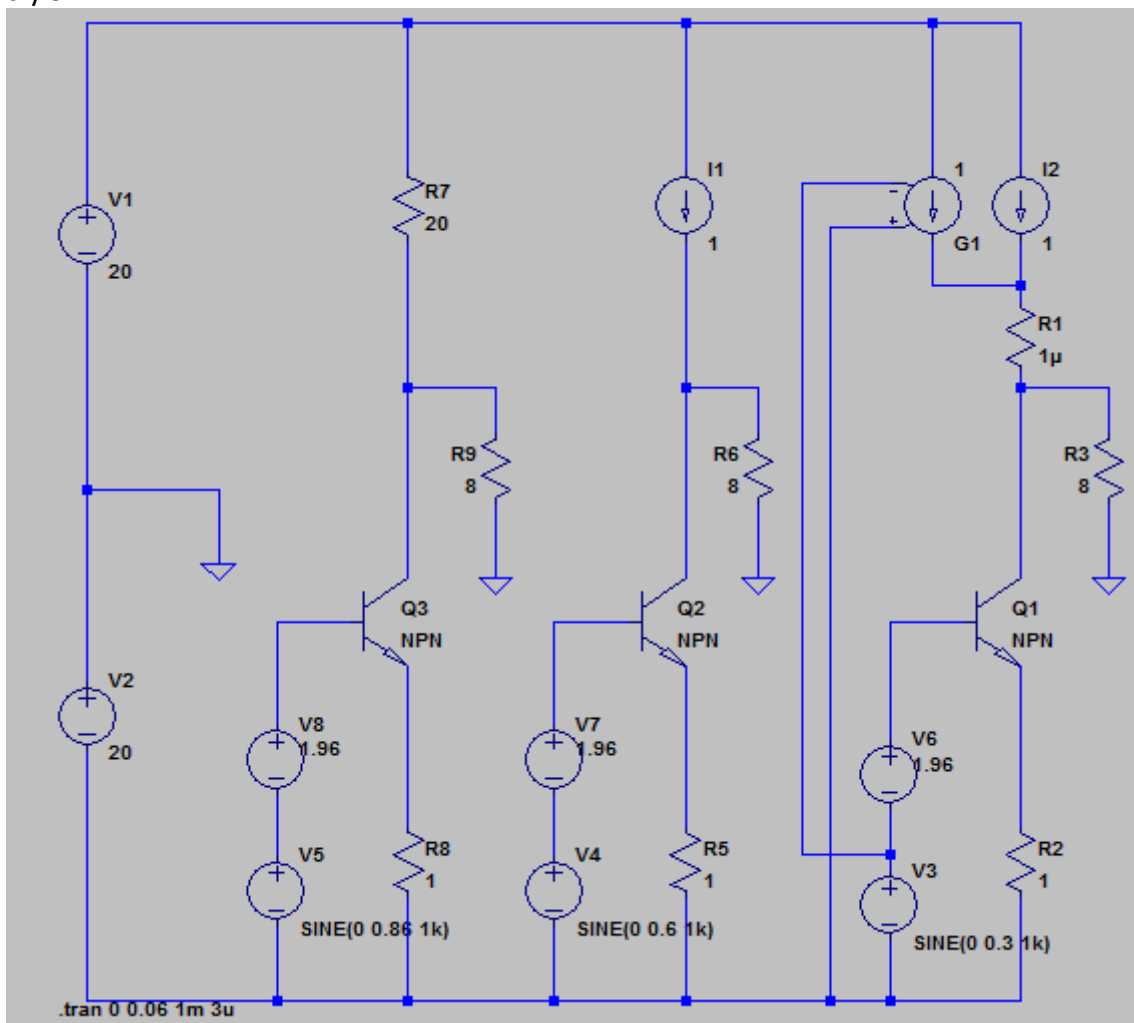 R7
20
I1
1
1
G1
I2
1
V1
20
R1
1µ
R9
8
R6
8
R3
8
Q3
NPN
Q2
NPN
Q1
NPN
V2
20
V8
1.96
V7
1.96
V6
1.96
V5
SINE(0 0.86 1k)
R8
1
V4
SINE(0 0.6 1k)
R5
1
V3
SINE(0 0.3 1k)
R2
1
.tran 0 0.06 1m 3u